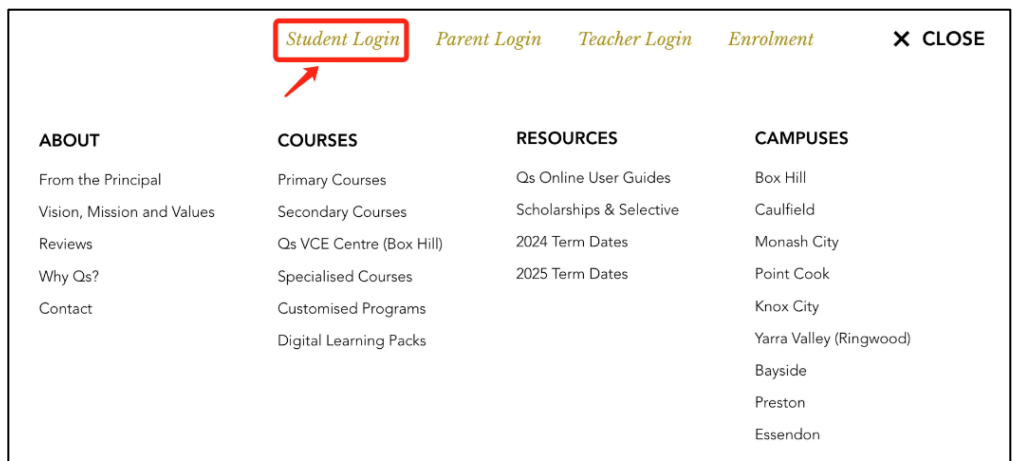 Student Login Parent Login Teacher Login Enrolment ✕ CLOSE
ABOUT
From the Principal
Vision, Mission and Values
Reviews
Why Qs?
Contact
COURSES
Primary Courses
Secondary Courses
Qs VCE Centre (Box Hill)
Specialised Courses
Customised Programs
Digital Learning Packs
RESOURCES
Qs Online User Guides
Scholarships & Selective
2024 Term Dates
2025 Term Dates
CAMPUSES
Box Hill
Caulfield
Monash City
Point Cook
Knox City
Yarra Valley (Ringwood)
Bayside
Preston
Essendon